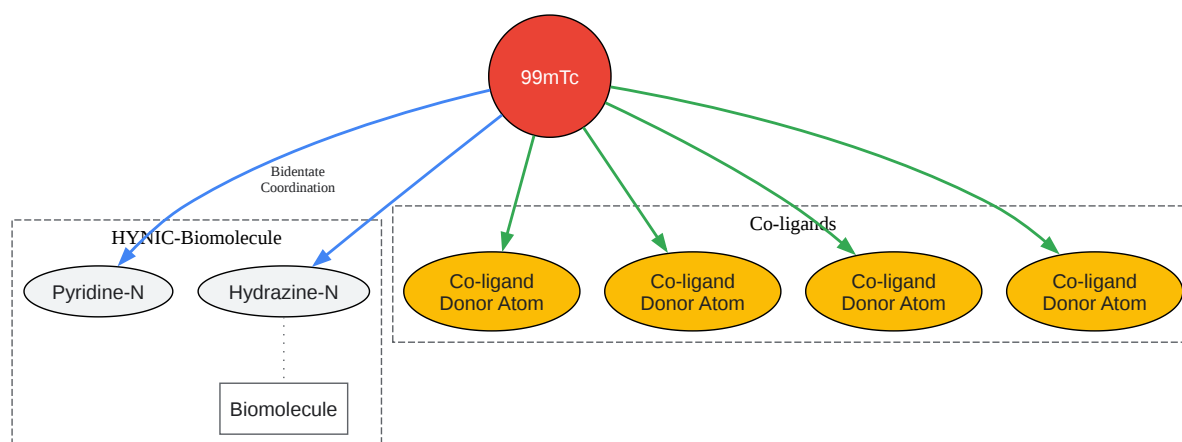 99mTc
Bidentate
Coordination
HYNIC-Biomolecule
Co-ligands
Pyridine-N
Hydrazine-N
Co-ligand
Donor Atom
Co-ligand
Donor Atom
Co-ligand
Donor Atom
Co-ligand
Donor Atom
Biomolecule